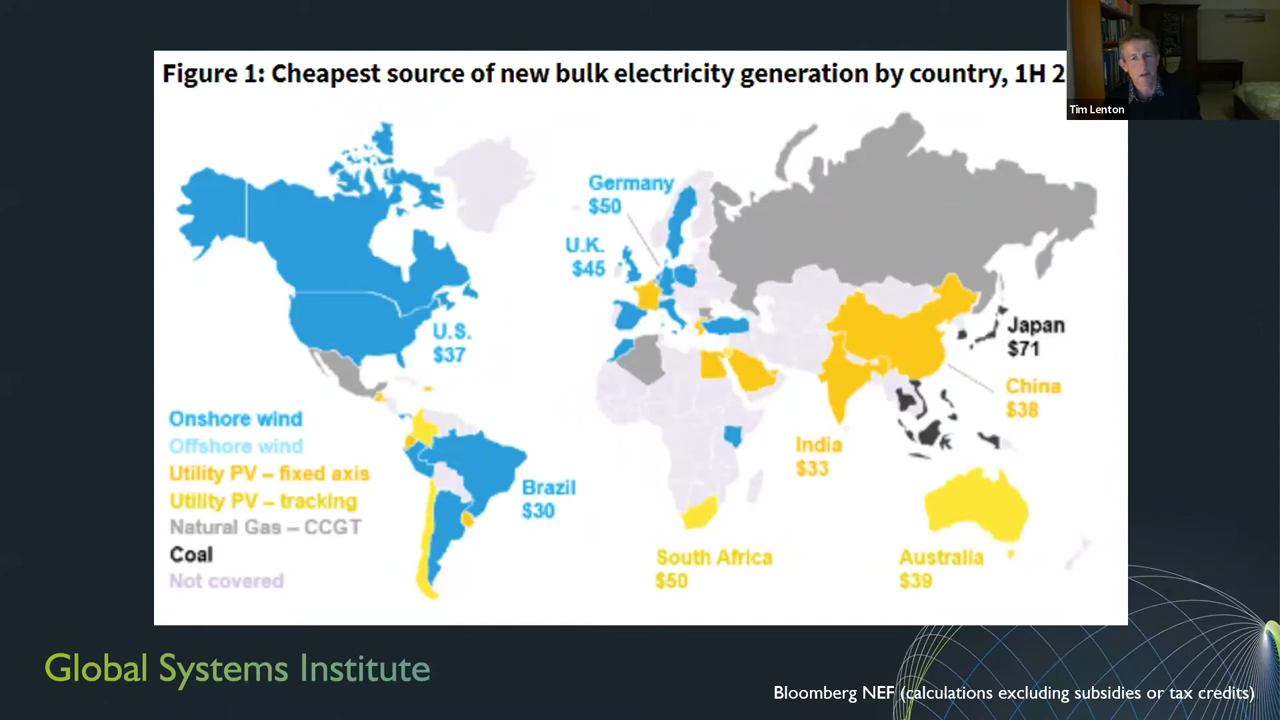 Figure 1: Cheapest source of new bulk electricity generation by country, 1H 2
Tim Lenton
Germany
$50
U.K.
$45
U.S.
$37
Japan
$71
China
$38
India
$33
Brazil
$30
South Africa
$50
Australia
$39
Onshore wind
Offshore wind
Utility PV – fixed axis
Utility PV – tracking
Natural Gas – CCGT
Coal
Not covered
Global Systems Institute
Bloomberg NEF (calculations excluding subsidies or tax credits)